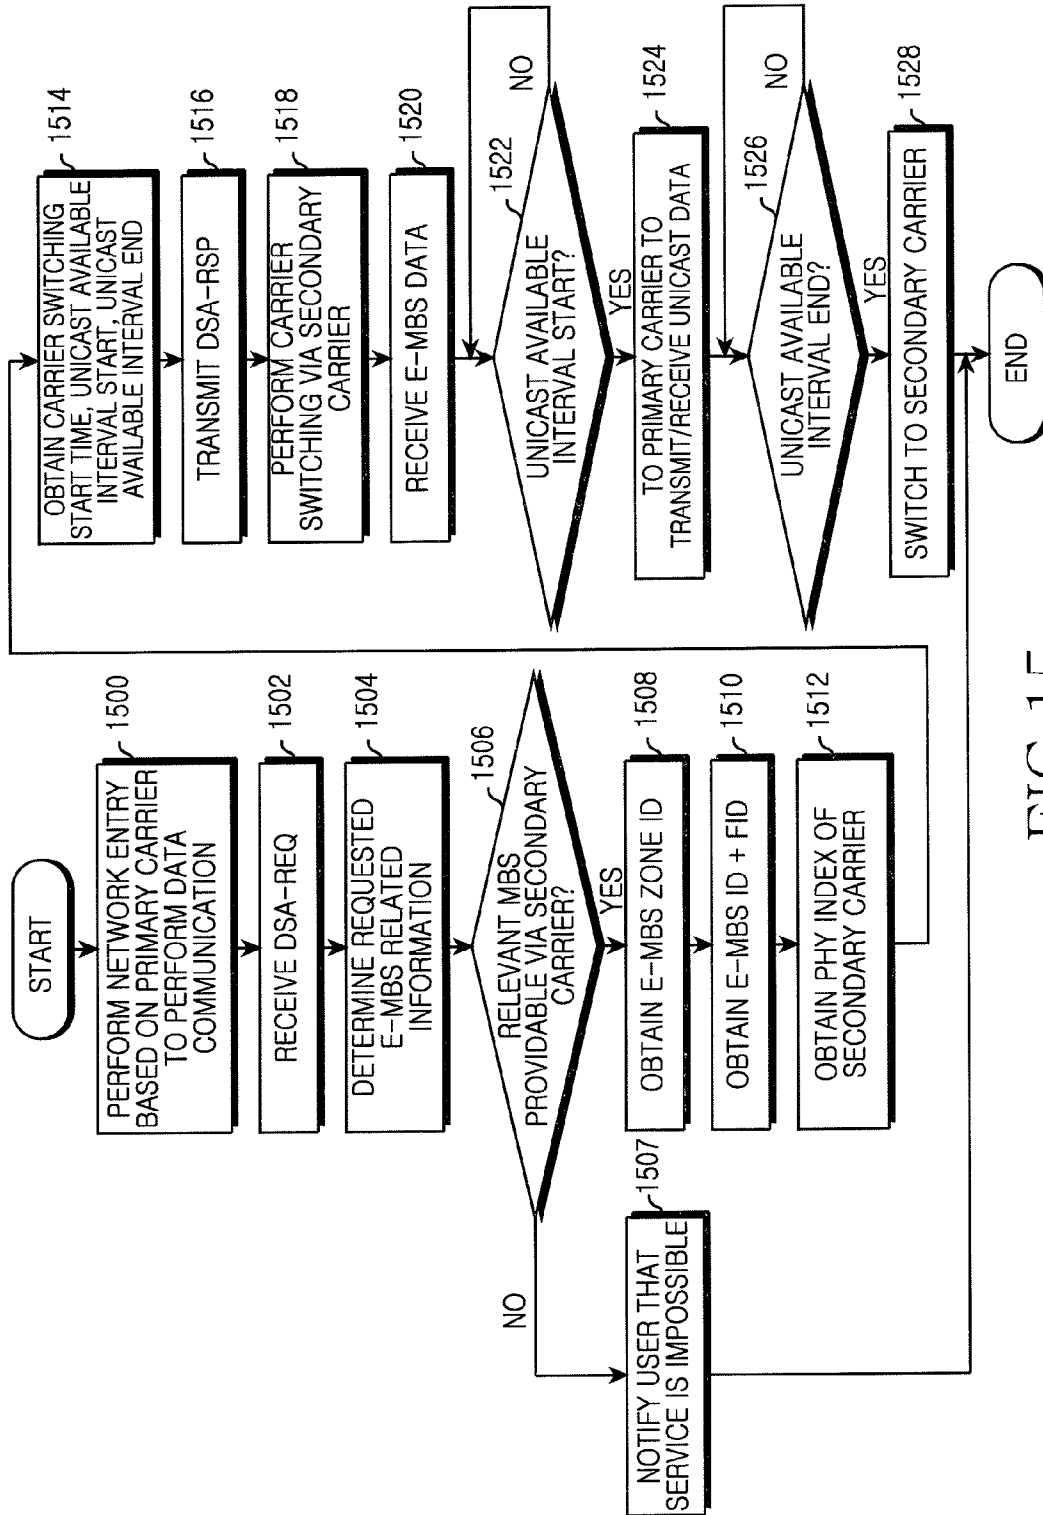 START
PERFORM NETWORK ENTRY
BASED ON PRIMARY CARRIER
TO PERFORM DATA
COMMUNICATION
1500
RECEIVE DSA-REQ
1502
DETERMINE REQUESTED
E-MBS RELATED
INFORMATION
1504
RELEVANT MBS
PROVIDABLE VIA SECONDARY
CARRIER?
1506
NO
YES
NOTIFY USER THAT
SERVICE IS IMPOSSIBLE
1507
OBTAIN E-MBS ZONE ID
1508
OBTAIN E-MBS ID + FID
1510
OBTAIN PHY INDEX OF
SECONDARY CARRIER
1512
OBTAIN CARRIER SWITCHING
START TIME, UNICAST AVAILABLE
INTERVAL START, UNICAST
AVAILABLE INTERVAL END
1514
TRANSMIT DSA-RSP
1516
PERFORM CARRIER
SWITCHING VIA SECONDARY
CARRIER
1518
RECEIVE E-MBS DATA
1520
UNICAST AVAILABLE
INTERVAL START?
1522
NO
YES
TO PRIMARY CARRIER TO
TRANSMIT/RECEIVE UNICAST DATA
1524
UNICAST AVAILABLE
INTERVAL END?
1526
NO
YES
SWITCH TO SECONDARY CARRIER
1528
END